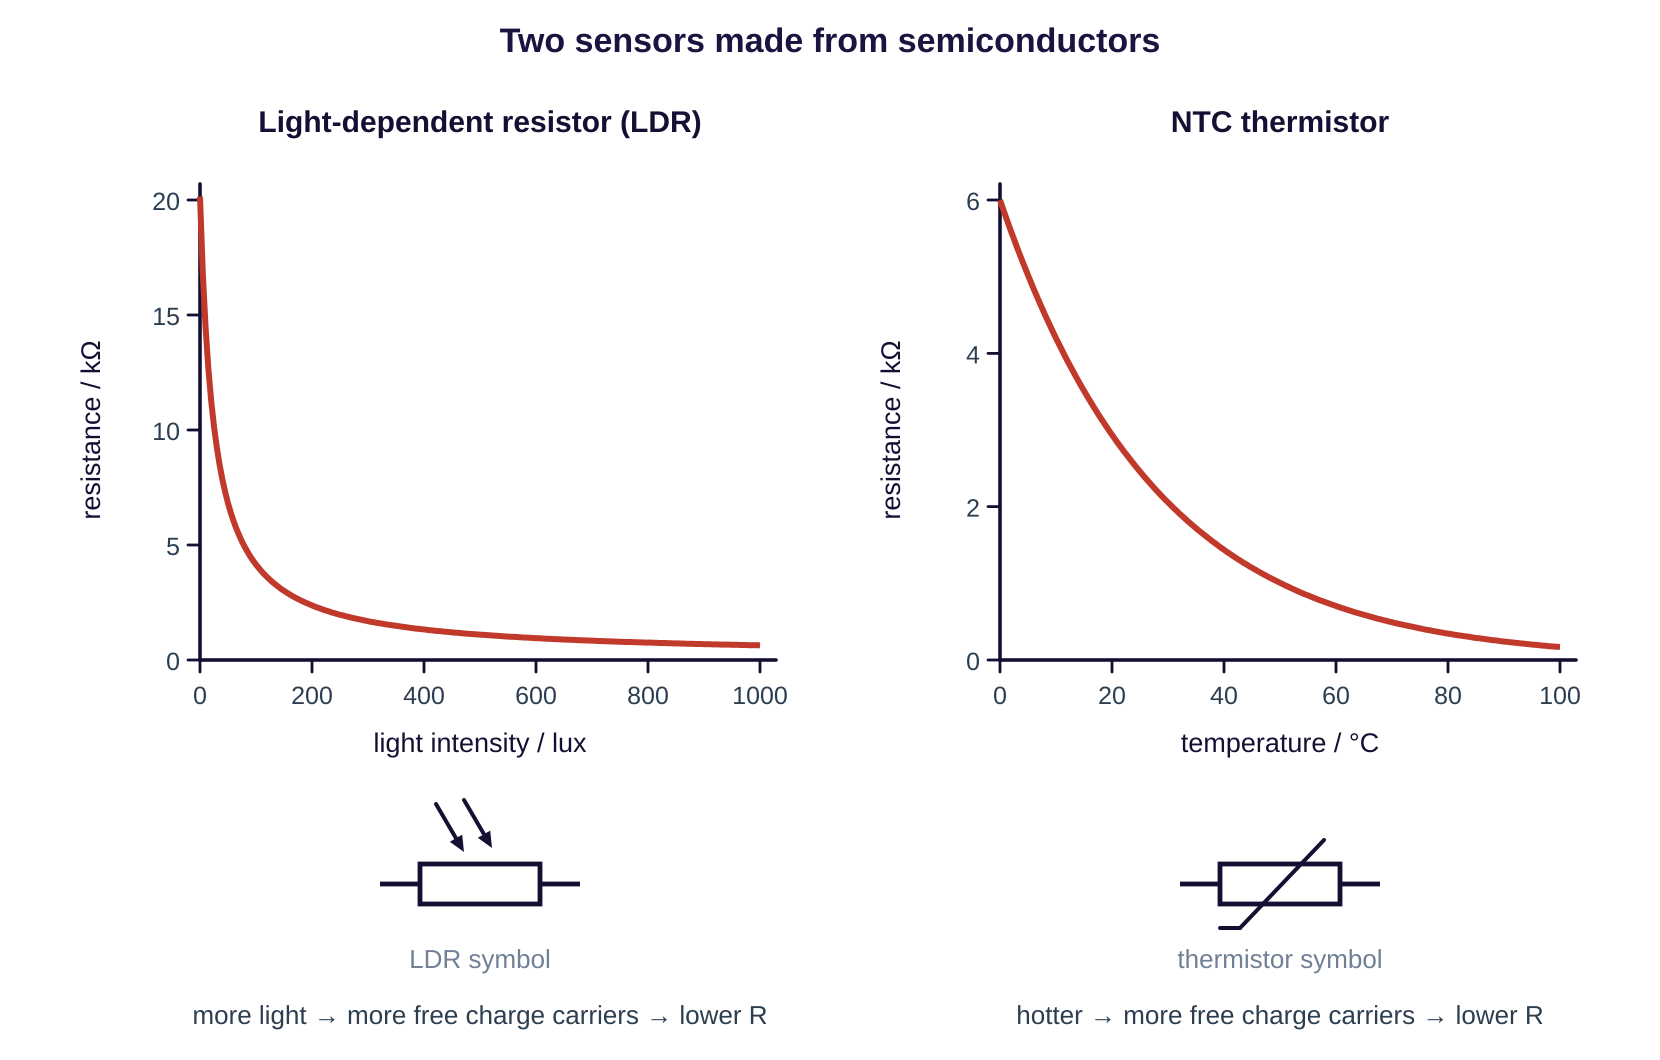 Two sensors made from semiconductors
Light-dependent resistor (LDR)
20
15
10
5
0
resistance / kΩ
0 200 400 600 800 1000
light intensity / lux
LDR symbol
more light → more free charge carriers → lower R
NTC thermistor
6
4
2
0
resistance / kΩ
0 20 40 60 80 100
temperature / °C
thermistor symbol
hotter → more free charge carriers → lower R